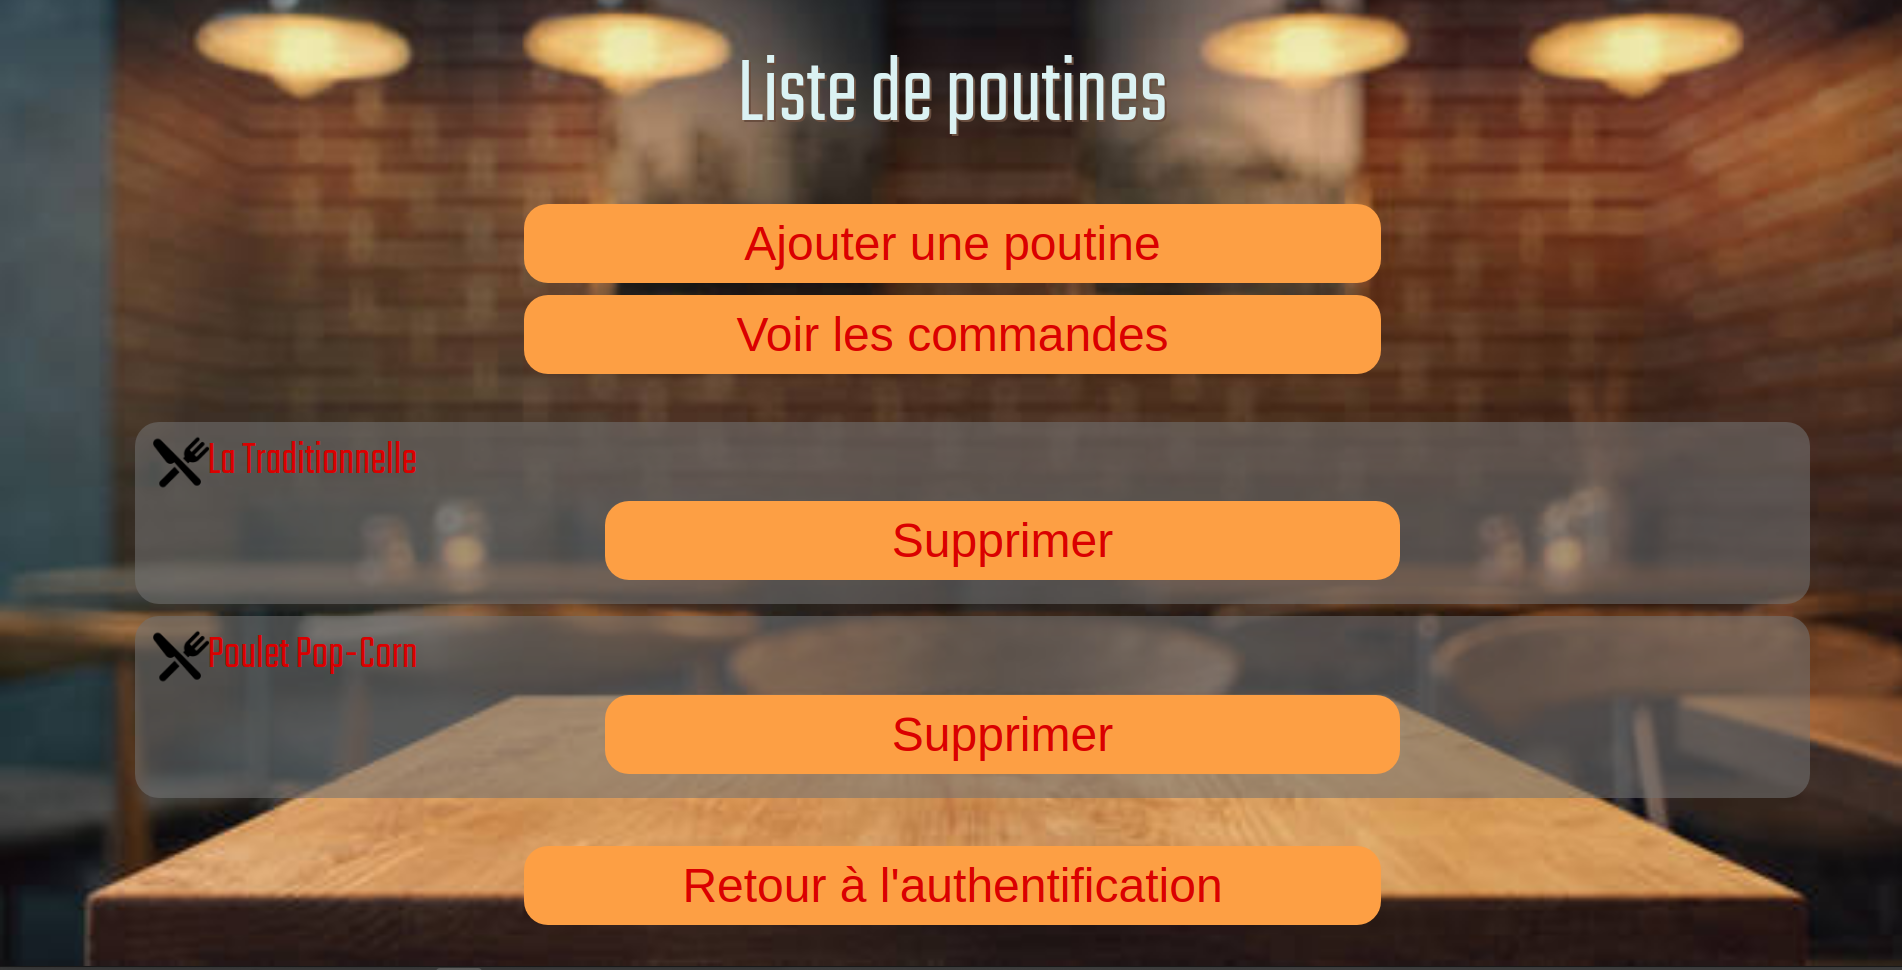 Liste de poutines
Ajouter une poutine
Voir les commandes
La Traditionnelle
Supprimer
Poulet Pop-Corn
Supprimer
Retour à l'authentification